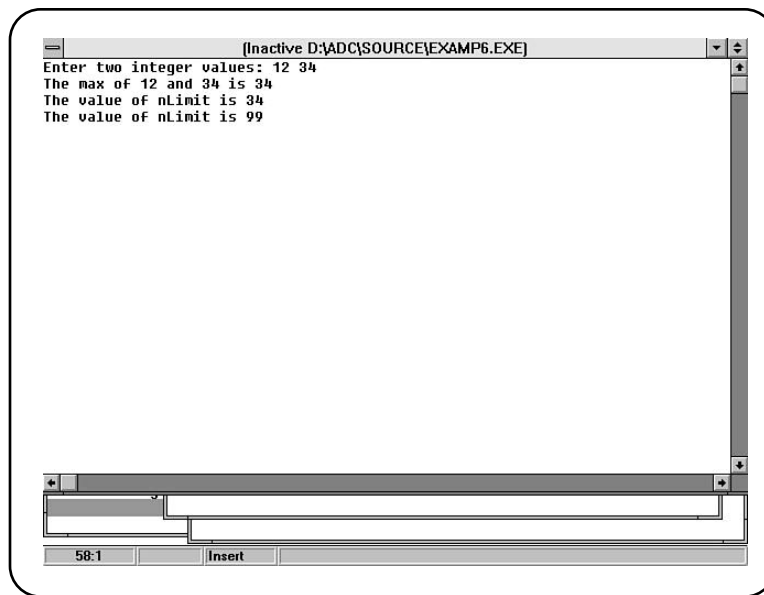 (Inactive D:\ADC\SOURCE\EXAMP6.EXE)
Enter two integer values: 12 34
The max of 12 and 34 is 34
The value of nLimit is 34
The value of nLimit is 99
58:1 Insert